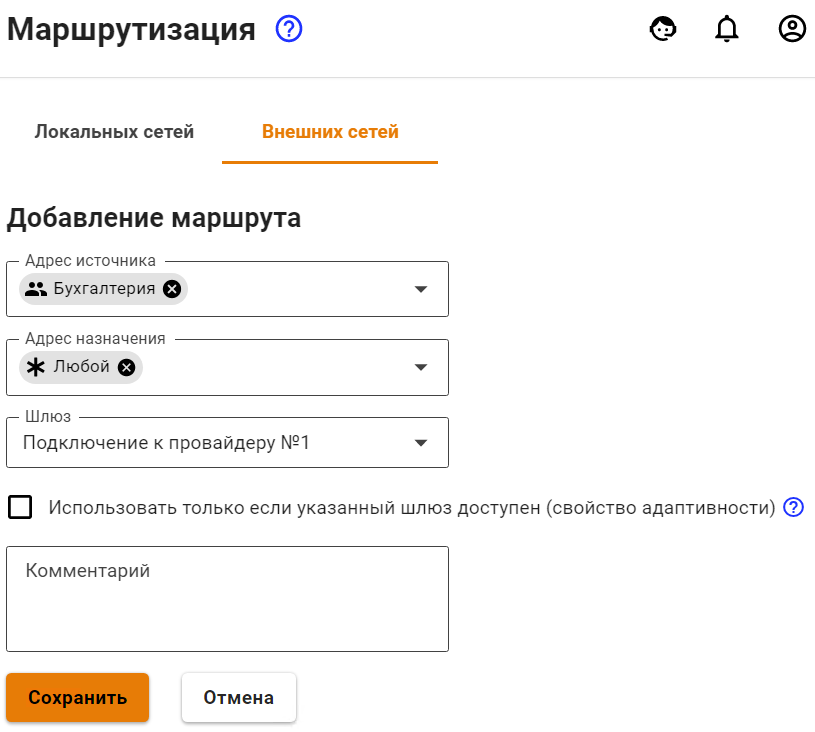 Маршрутизация
Локальных сетей
Внешних сетей
Добавление маршрута
Адрес источника
Бухгалтерия
Адрес назначения
Любой
Шлюз
Подключение к провайдеру №1
Использовать только если указанный шлюз доступен (свойство адаптивности)
Комментарий
Сохранить
Отмена